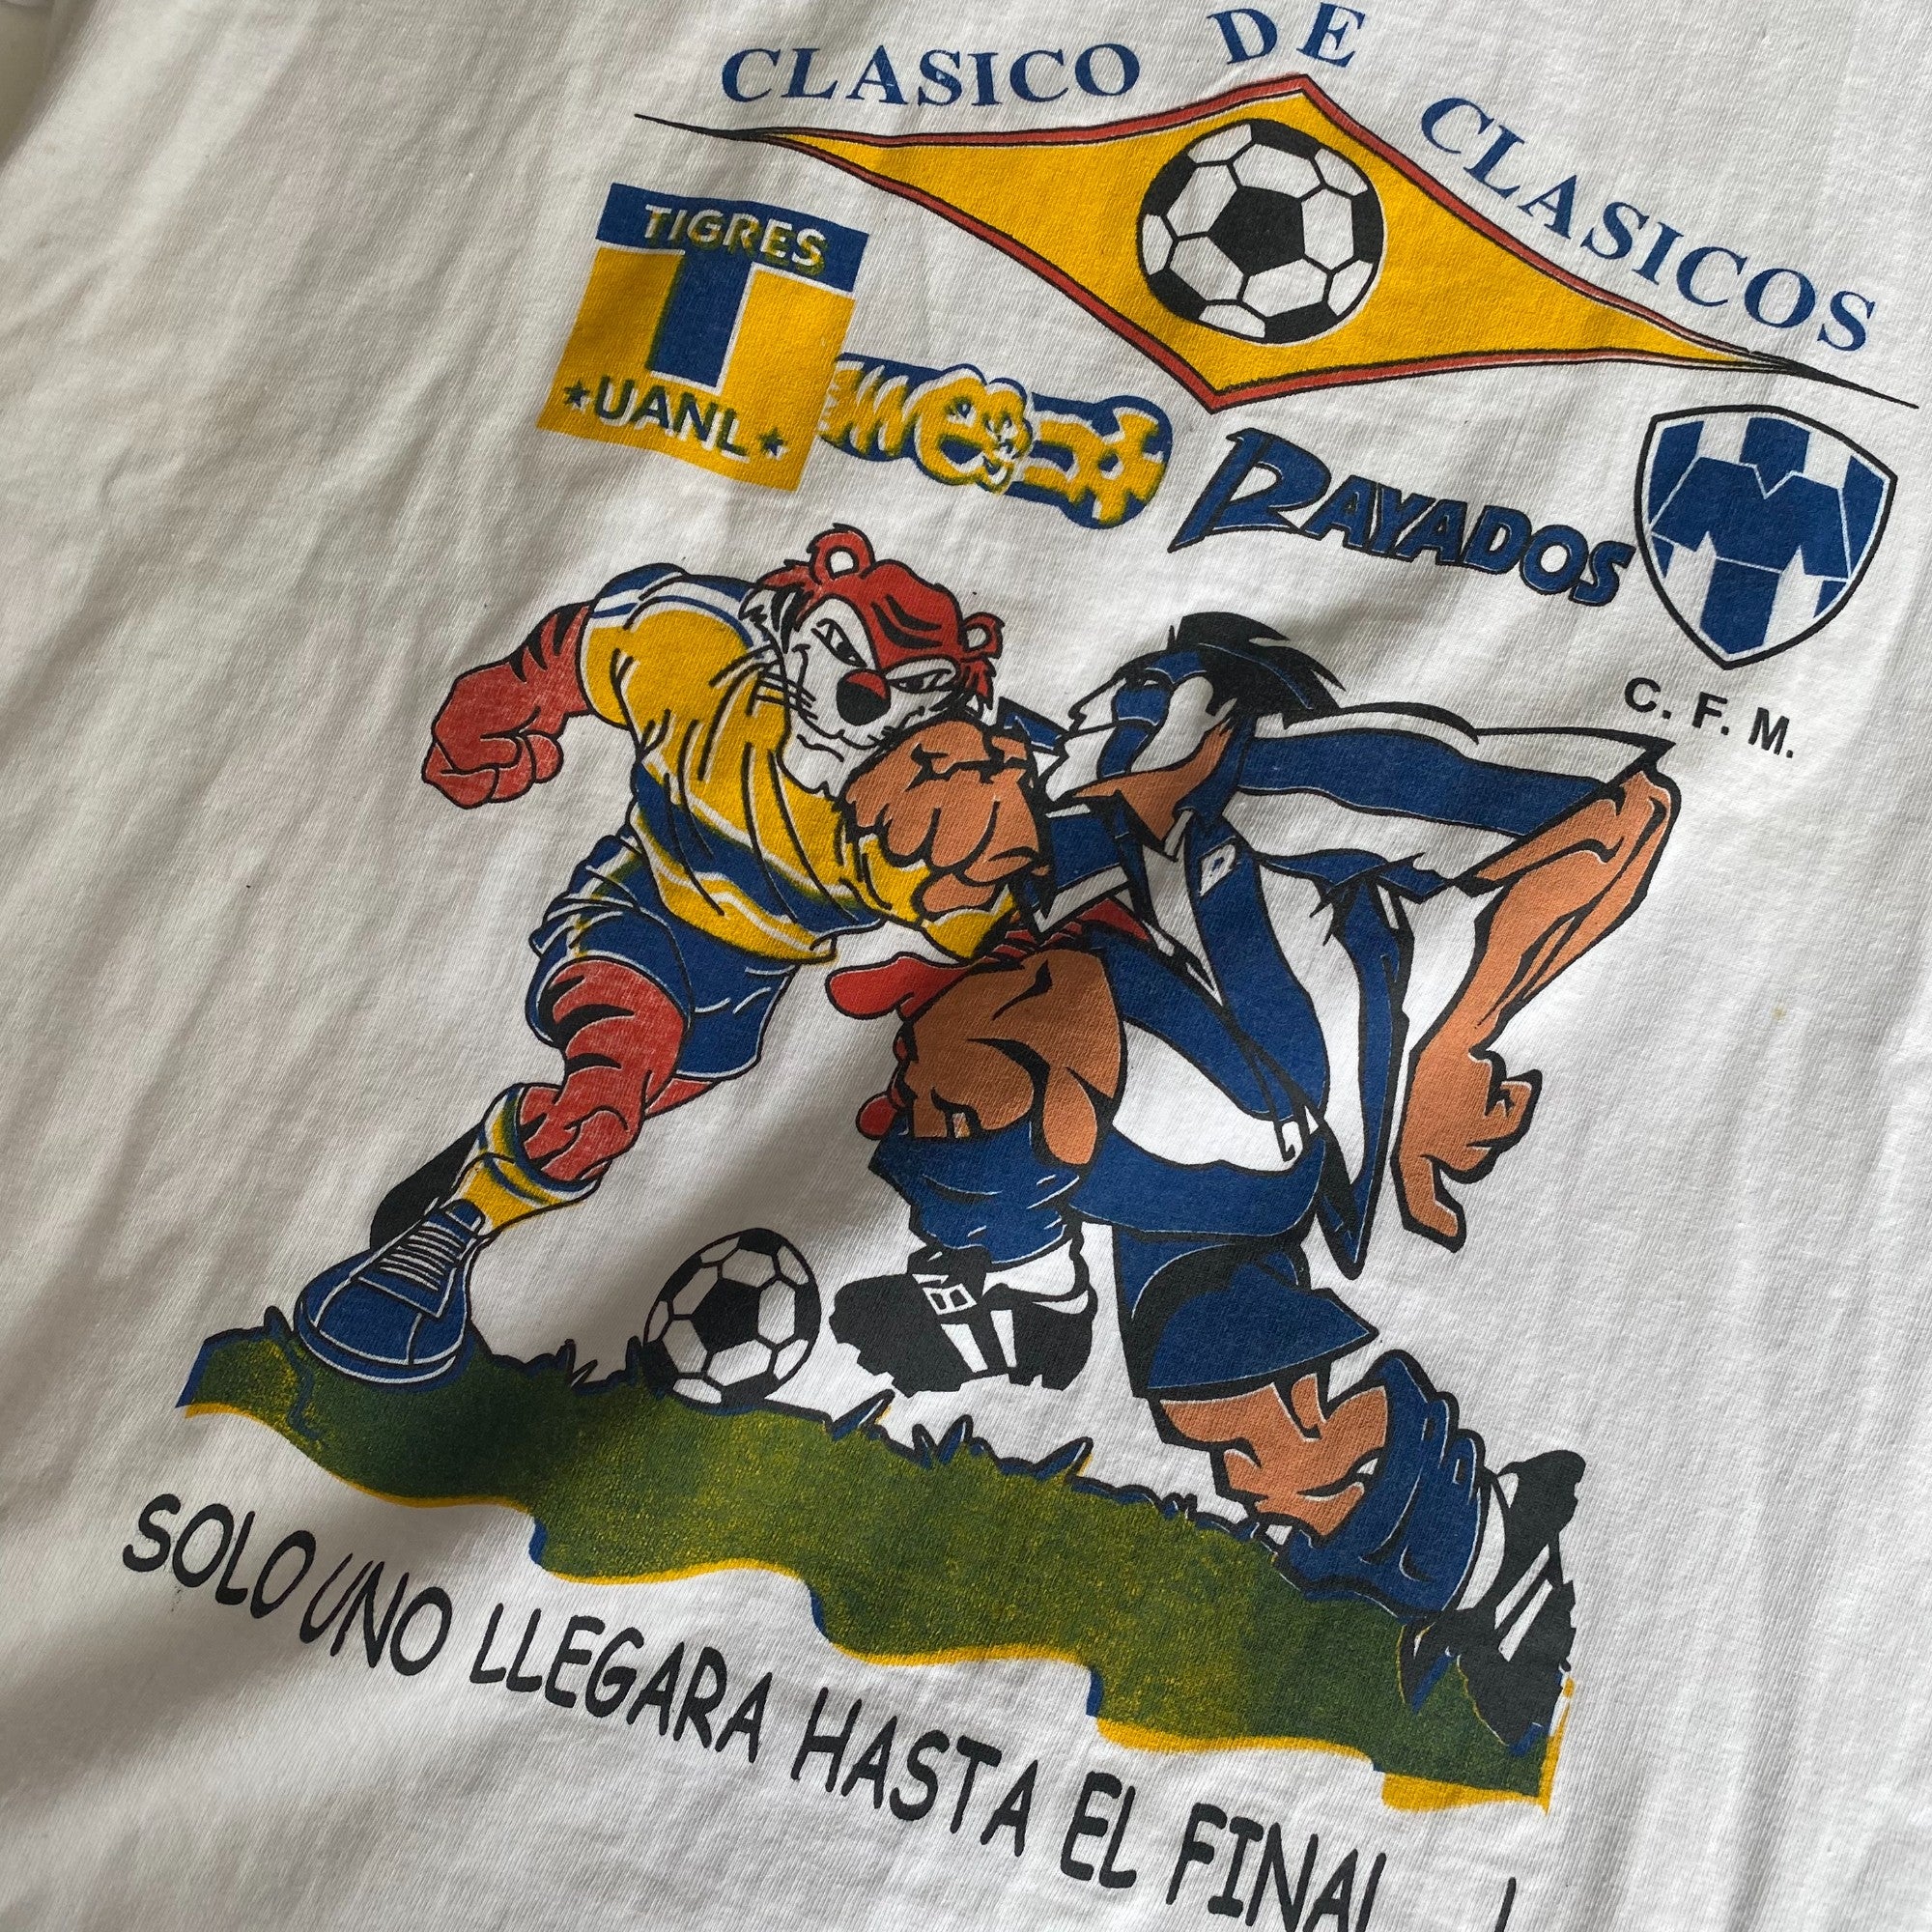 CLASICO DE CLASICOS
TIGRES
UANL
RAYADOS
C. F. M.
SOLO UNO LLEGARA HASTA EL FINAL